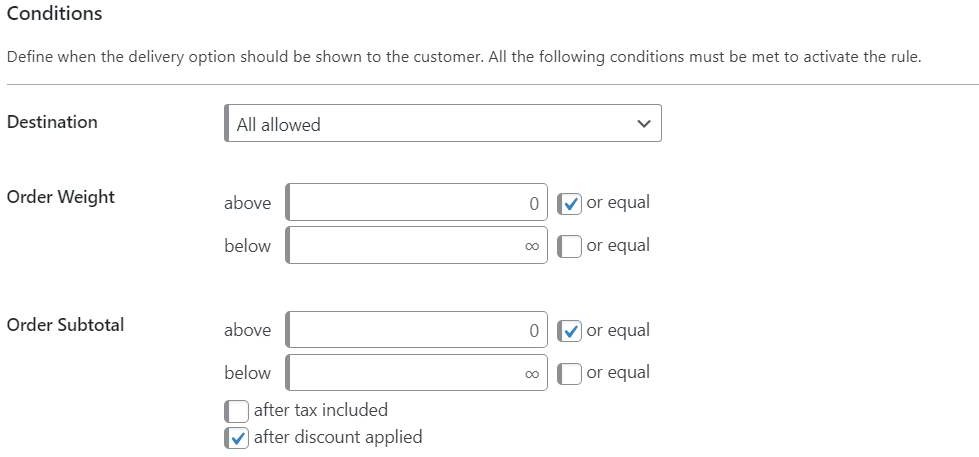 Conditions
Define when the delivery option should be shown to the customer. All the following conditions must be met to activate the rule.
Destination All allowed
Order Weight above 0 or equal
below ∞ or equal
Order Subtotal above 0 or equal
below ∞ or equal
after tax included
after discount applied